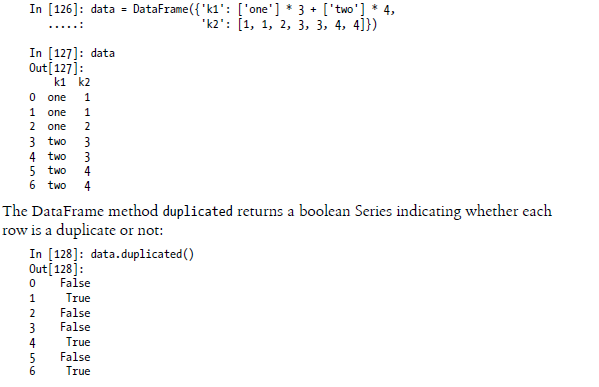 In [126]: data = DataFrame({'k1': ['one'] * 3 + ['two'] * 4,
.....:                   'k2': [1, 1, 2, 3, 3, 4, 4]})
In [127]: data
Out[127]:
    k1  k2
0  one   1
1  one   1
2  one   2
3  two   3
4  two   3
5  two   4
6  two   4
The DataFrame method duplicated returns a boolean Series indicating whether each
row is a duplicate or not:
In [128]: data.duplicated()
Out[128]:
0    False
1     True
2    False
3    False
4     True
5    False
6     True